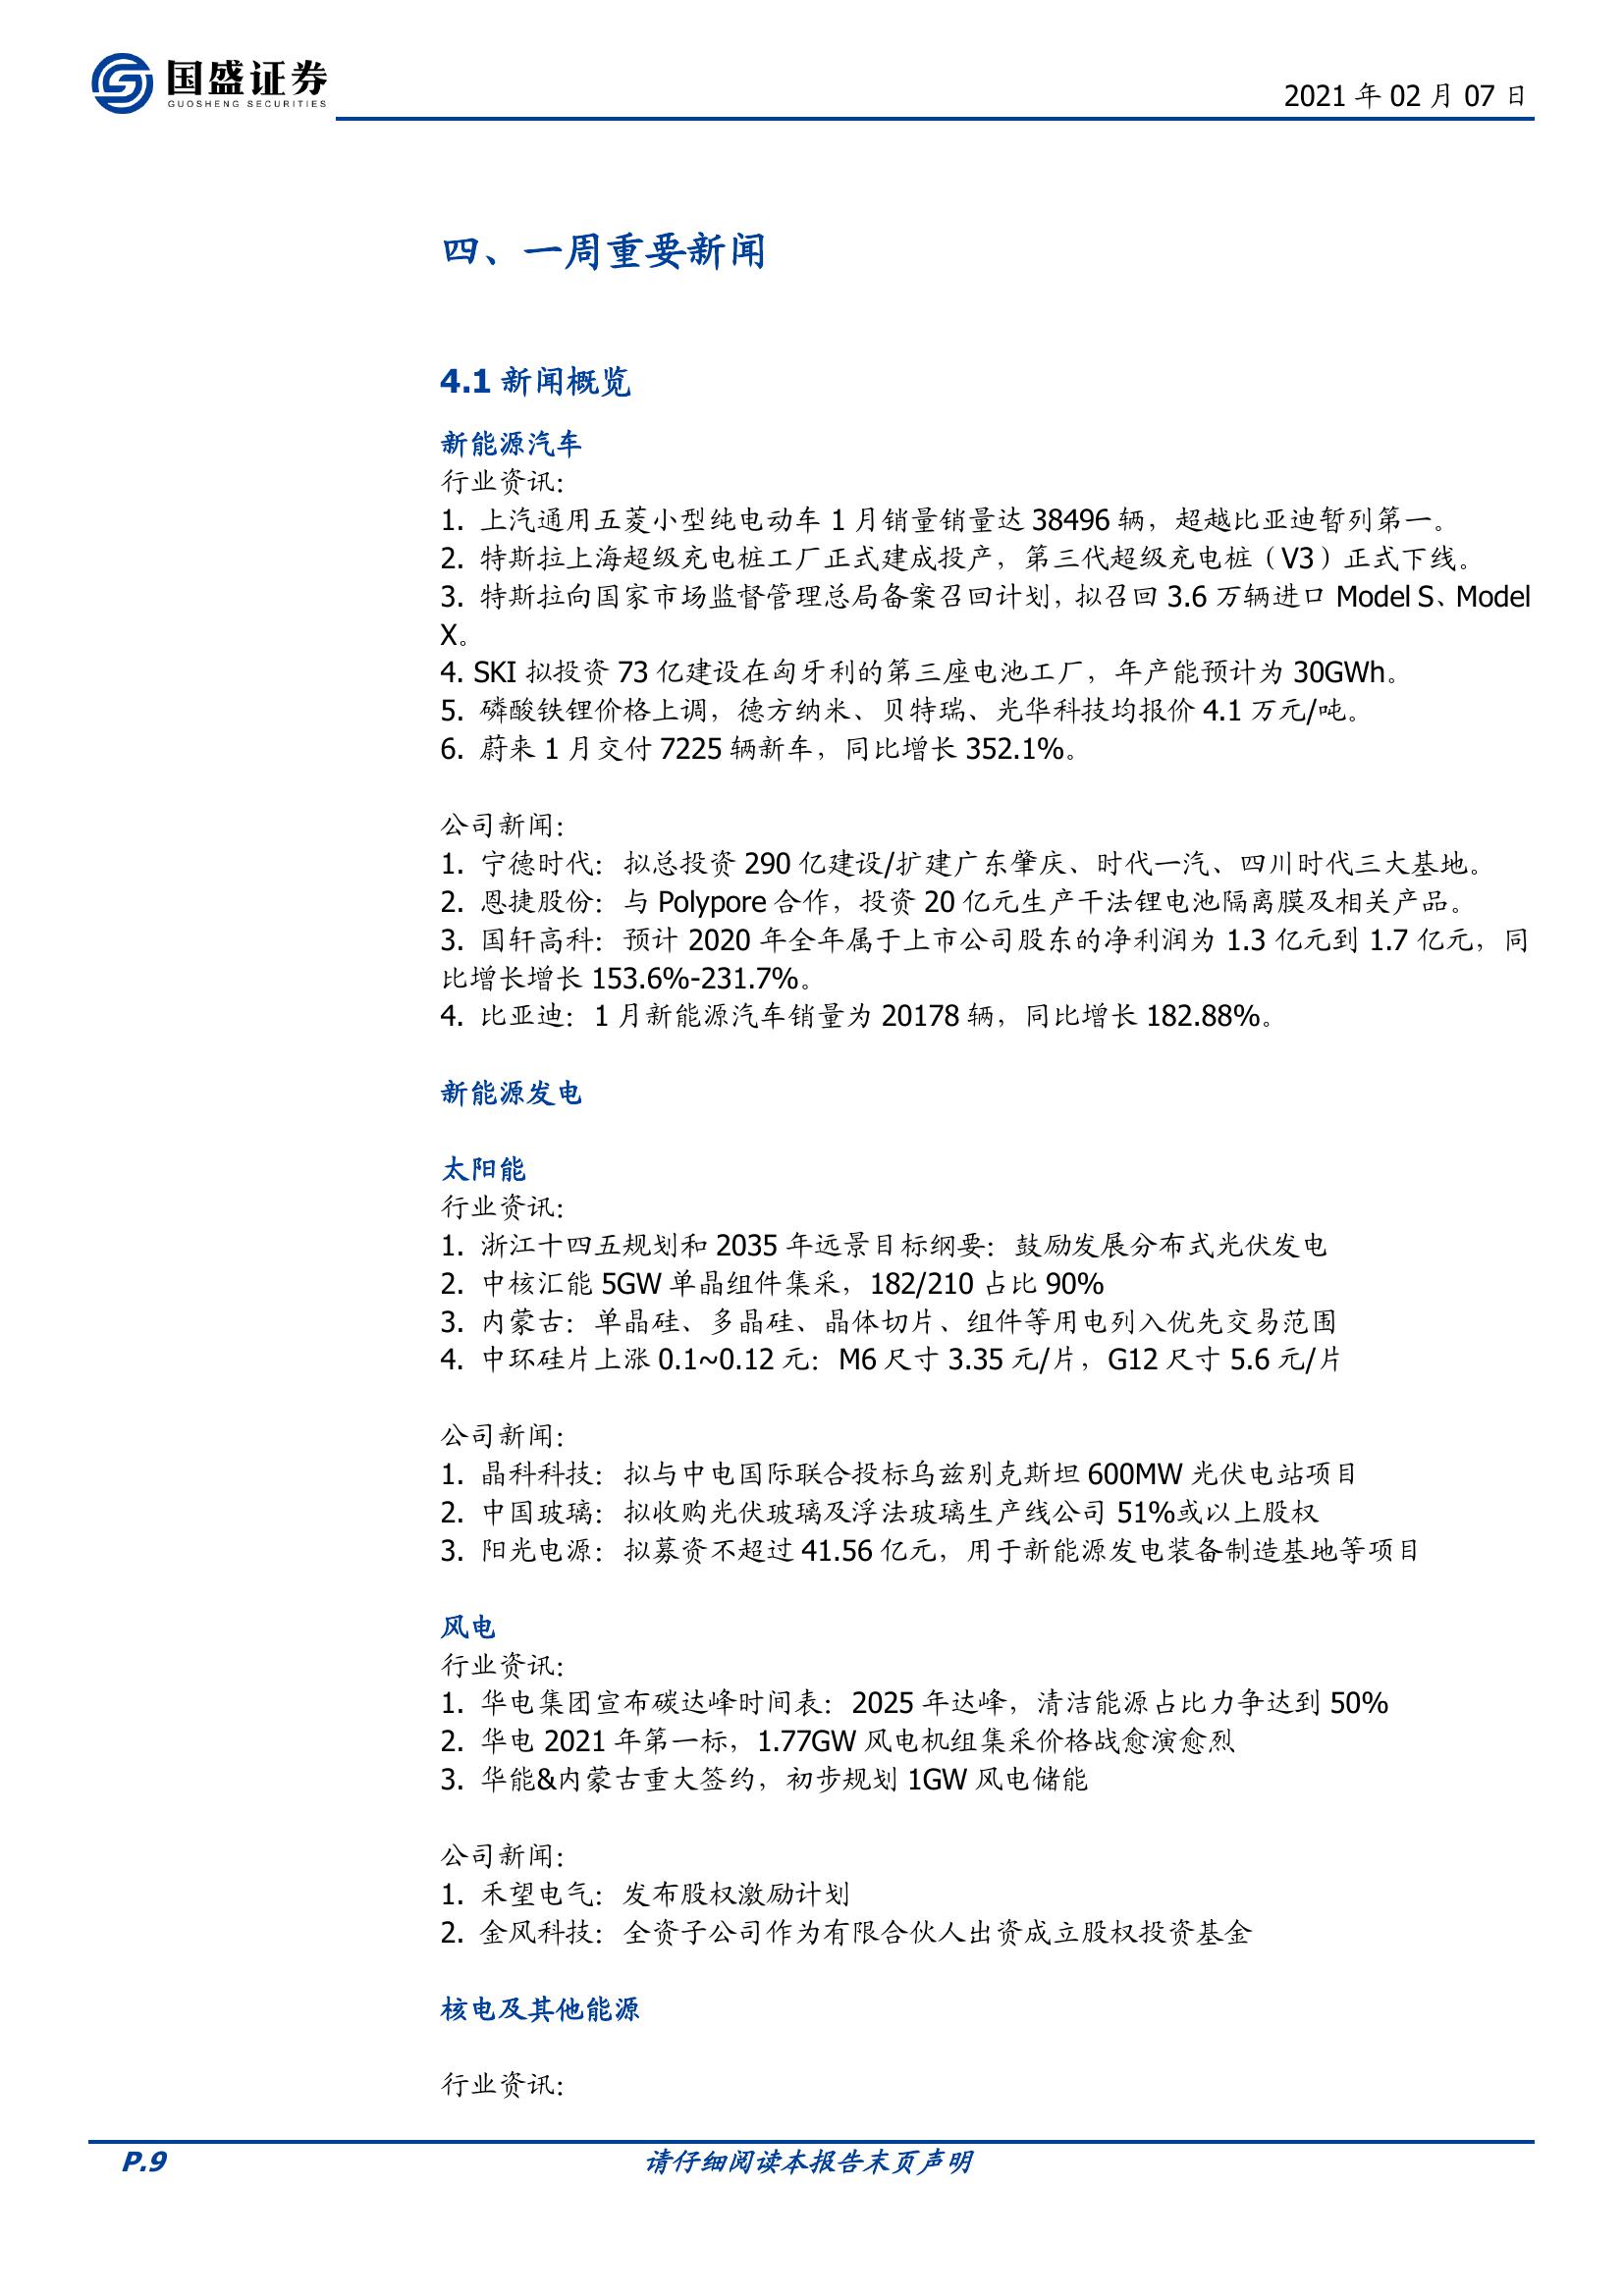 国盛证券
GUOSHENG SECURITIES
2021 年 02 月 07 日
四、一周重要新闻
4.1 新闻概览
新能源汽车
行业资讯：
1. 上汽通用五菱小型纯电动车 1 月销量销量达 38496 辆，超越比亚迪暂列第一。
2. 特斯拉上海超级充电桩工厂正式建成投产，第三代超级充电桩（V3）正式下线。
3. 特斯拉向国家市场监督管理总局备案召回计划，拟召回 3.6 万辆进口 Model S、Model
X。
4. SKI 拟投资 73 亿建设在匈牙利的第三座电池工厂，年产能预计为 30GWh。
5. 磷酸铁锂价格上调，德方纳米、贝特瑞、光华科技均报价 4.1 万元/吨。
6. 蔚来 1 月交付 7225 辆新车，同比增长 352.1%。
公司新闻：
1. 宁德时代：拟总投资 290 亿建设/扩建广东肇庆、时代一汽、四川时代三大基地。
2. 恩捷股份：与 Polypore 合作，投资 20 亿元生产干法锂电池隔离膜及相关产品。
3. 国轩高科：预计 2020 年全年属于上市公司股东的净利润为 1.3 亿元到 1.7 亿元，同
比增长增长 153.6%-231.7%。
4. 比亚迪：1 月新能源汽车销量为 20178 辆，同比增长 182.88%。
新能源发电
太阳能
行业资讯：
1. 浙江十四五规划和 2035 年远景目标纲要：鼓励发展分布式光伏发电
2. 中核汇能 5GW 单晶组件集采，182/210 占比 90%
3. 内蒙古：单晶硅、多晶硅、晶体切片、组件等用电列入优先交易范围
4. 中环硅片上涨 0.1~0.12 元：M6 尺寸 3.35 元/片，G12 尺寸 5.6 元/片
公司新闻：
1. 晶科科技：拟与中电国际联合投标乌兹别克斯坦 600MW 光伏电站项目
2. 中国玻璃：拟收购光伏玻璃及浮法玻璃生产线公司 51%或以上股权
3. 阳光电源：拟募资不超过 41.56 亿元，用于新能源发电装备制造基地等项目
风电
行业资讯：
1. 华电集团宣布碳达峰时间表：2025 年达峰，清洁能源占比力争达到 50%
2. 华电 2021 年第一标，1.77GW 风电机组集采价格战愈演愈烈
3. 华能&内蒙古重大签约，初步规划 1GW 风电储能
公司新闻：
1. 禾望电气：发布股权激励计划
2. 金风科技：全资子公司作为有限合伙人出资成立股权投资基金
核电及其他能源
行业资讯：
P.9
请仔细阅读本报告末页声明